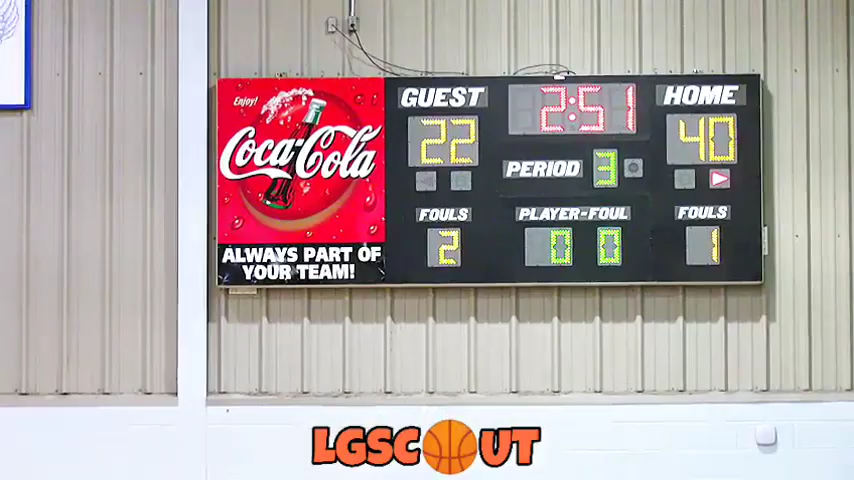 Enjoy!
Coca-Cola
ALWAYS PART OF
YOUR TEAM!
GUEST
2:51
HOME
22
40
PERIOD 3
FOULS
PLAYER-FOUL
FOULS
2
0 0
1
LGSCOUT